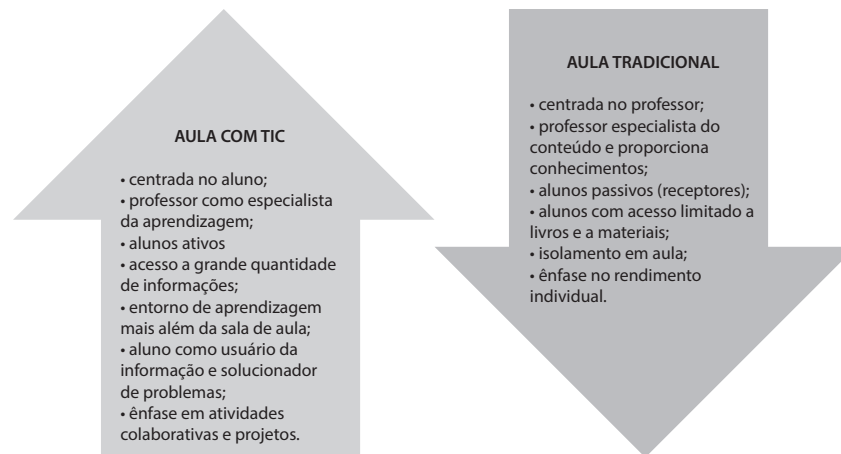 AULA COM TIC
• centrada no aluno;
• professor como especialista
da aprendizagem;
• alunos ativos
• acesso a grande quantidade
de informações;
• entorno de aprendizagem
mais além da sala de aula;
• aluno como usuário da
informação e solucionador
de problemas;
• ênfase em atividades
colaborativas e projetos.
AULA TRADICIONAL
• centrada no professor;
• professor especialista do
conteúdo e proporciona
conhecimentos;
• alunos passivos (receptores);
• alunos com acesso limitado a
livros e a materiais;
• isolamento em aula;
• ênfase no rendimento
individual.